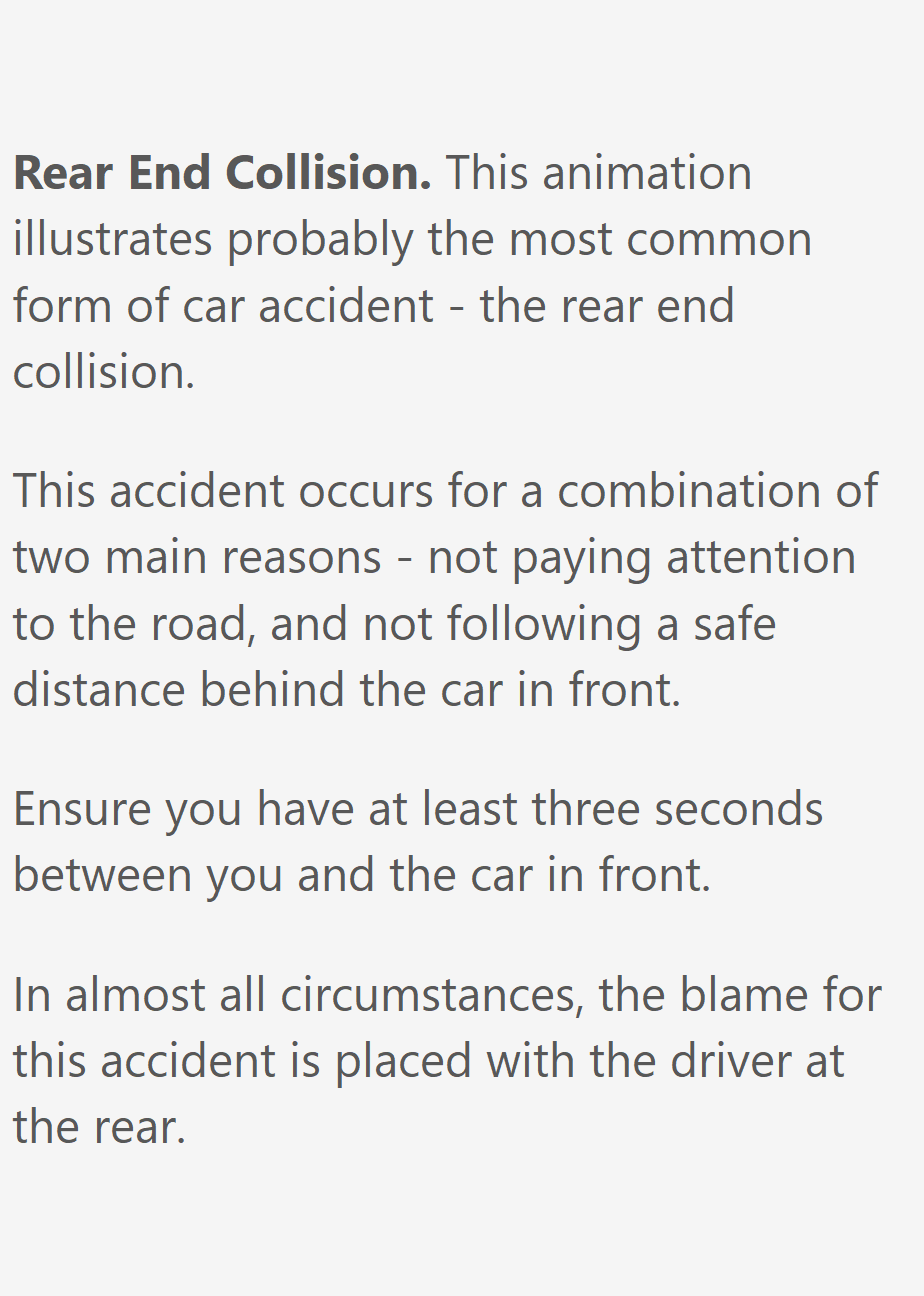 Rear End Collision. This animation
illustrates probably the most common
form of car accident - the rear end
collision.
This accident occurs for a combination of
two main reasons - not paying attention
to the road, and not following a safe
distance behind the car in front.
Ensure you have at least three seconds
between you and the car in front.
In almost all circumstances, the blame for
this accident is placed with the driver at
the rear.